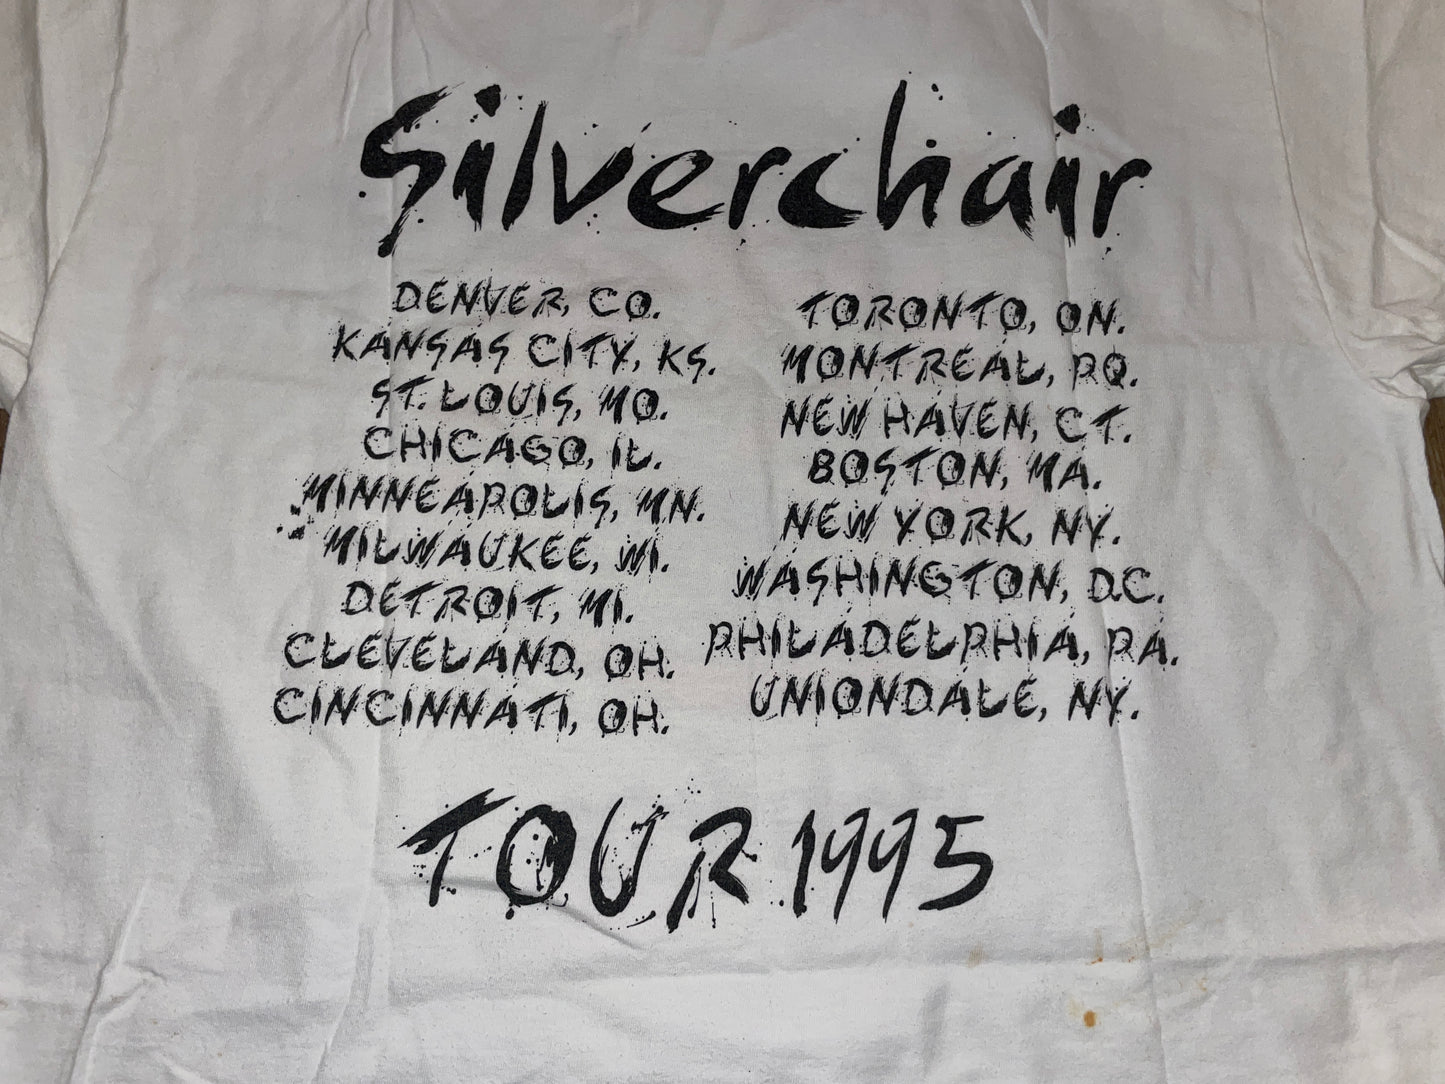 Silverchair
DENVER, CO.
KANSAS CITY, KS.
ST. LOUIS, MO.
CHICAGO, IL.
MINNEAPOLIS, MN.
MILWAUKEE, WI.
DETROIT, MI.
CLEVELAND, OH.
CINCINNATI, OH.
TORONTO, ON.
MONTREAL, PQ.
NEW HAVEN, CT.
BOSTON, MA.
NEW YORK, NY.
WASHINGTON, D.C.
PHILADELPHIA, PA.
UNIONDALE, NY.
TOUR 1995